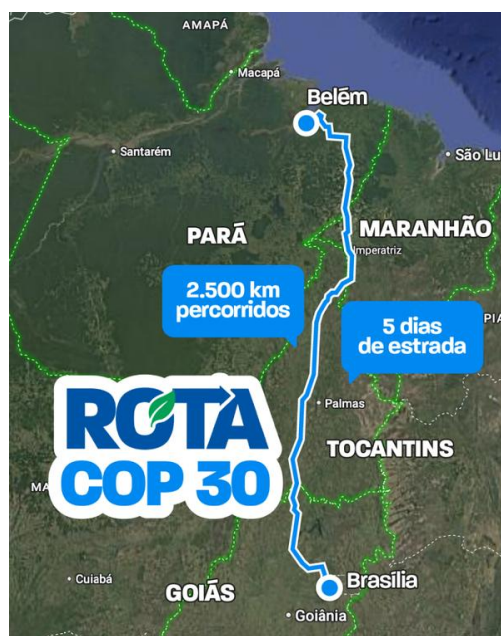 AMAPÁ
Macapá
Belém
Santarém
São Lu
PARÁ
MARANHÃO
Imperatriz
2.500 km
percorridos
5 dias
de estrada
PIA
ROTA
COP 30
Palmas
TOCANTINS
MA
Cuiabá
GOIÁS
Brasília
Goiânia